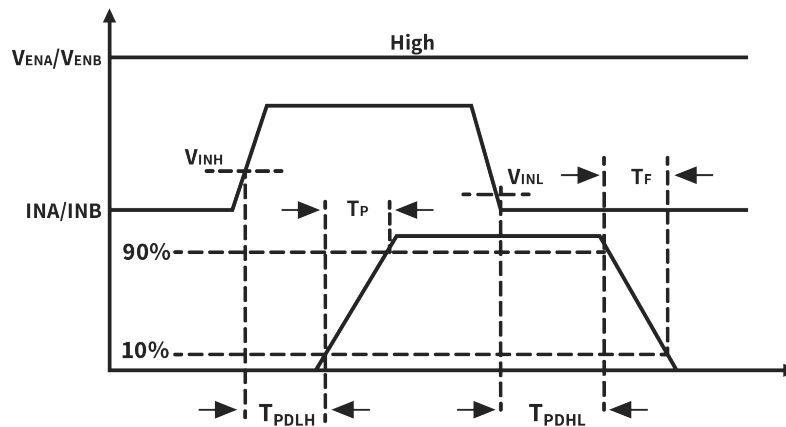 High
VENA/VENB
VINH
VINL
TF
INA/INB
TP
90%
10%
TPDLH
TPDHL